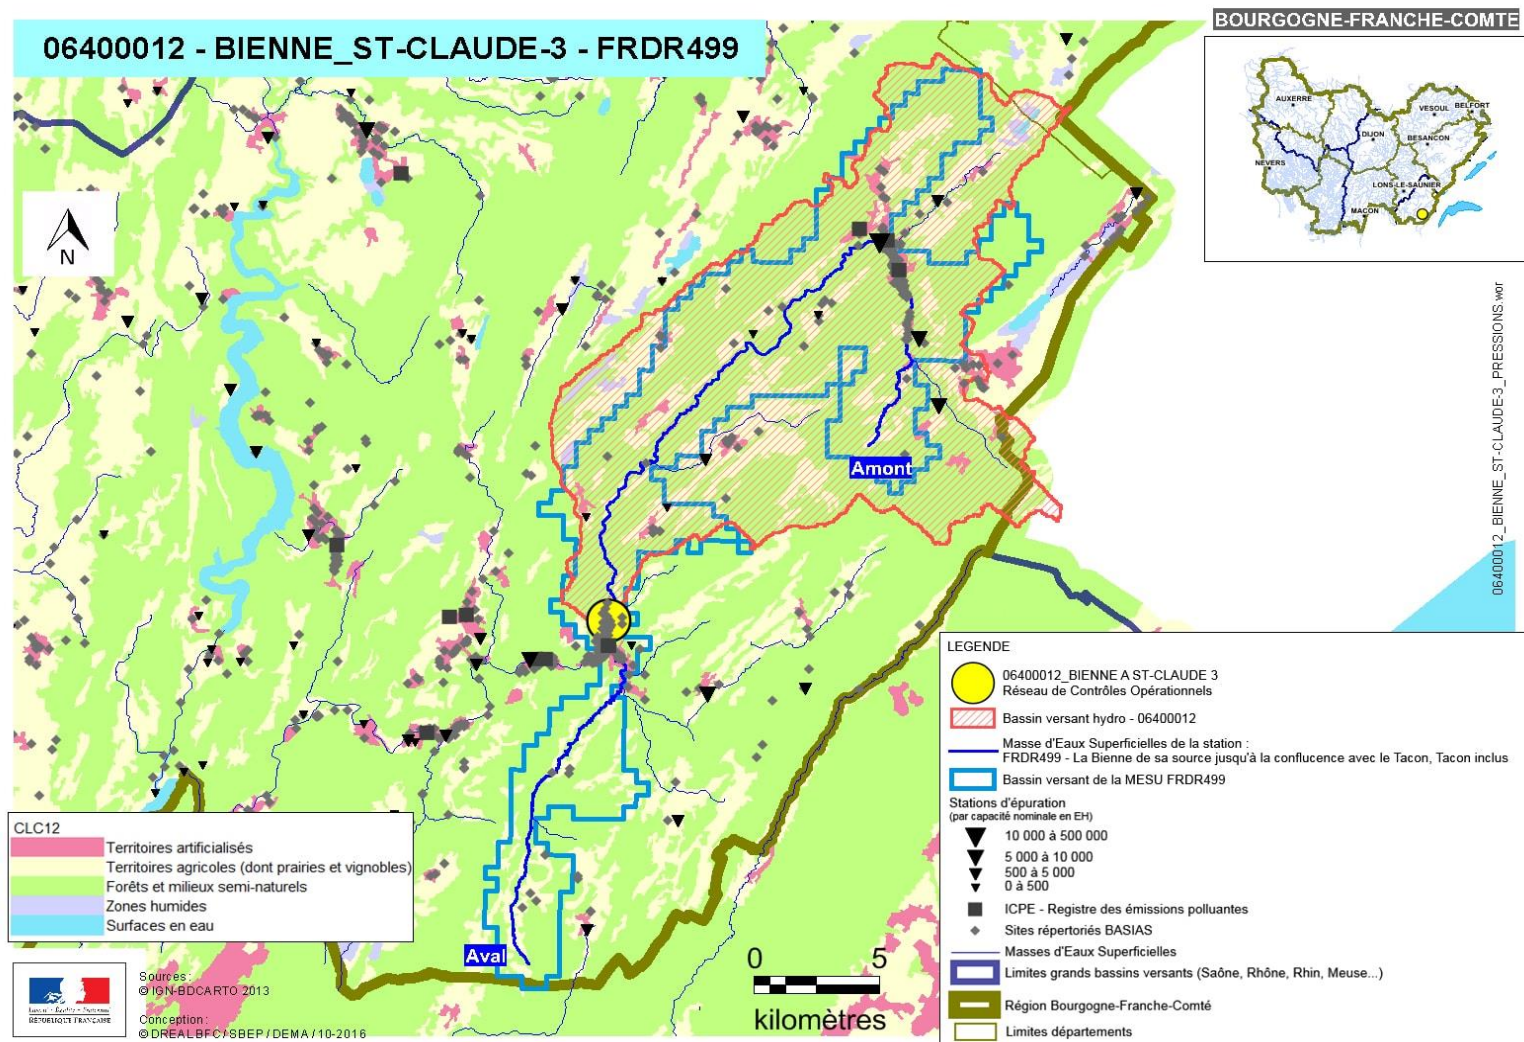 06400012 - BIENNE_ST-CLAUDE-3 - FRDR499
BOURGOGNE-FRANCHE-COMTE
AUXERRE
VESOUL
BELFORT
DIJON
BESANCON
NEVERS
LONS-LE-SAUNIER
MACON
N
06400012_BIENNE_ST-CLAUDE-3_PRESSIONS.wor
Amont
Aval
LEGENDE
06400012_BIENNE A ST-CLAUDE 3
Réseau de Contrôles Opérationnels
Bassin versant hydro - 06400012
Masse d'Eaux Superficielles de la station :
FRDR499 - La Bienne de sa source jusqu'à la conflucence avec le Tacon, Tacon inclus
Bassin versant de la MESU FRDR499
Stations d'épuration
(par capacité nominale en EH)
10 000 à 500 000
5 000 à 10 000
500 à 5 000
0 à 500
ICPE - Registre des émissions polluantes
Sites répertoriés BASIAS
Masses d'Eaux Superficielles
Limites grands bassins versants (Saône, Rhône, Rhin, Meuse...)
Région Bourgogne-Franche-Comté
Limites départements
CLC12
Territoires artificialisés
Territoires agricoles (dont prairies et vignobles)
Forêts et milieux semi-naturels
Zones humides
Surfaces en eau
Liberté • Égalité • Fraternité
RÉPUBLIQUE FRANÇAISE
Sources :
© IGN-BDCARTO 2013
Conception :
© DREAL BFC / SBEP / DEMA / 10-2016
0 5
kilomètres